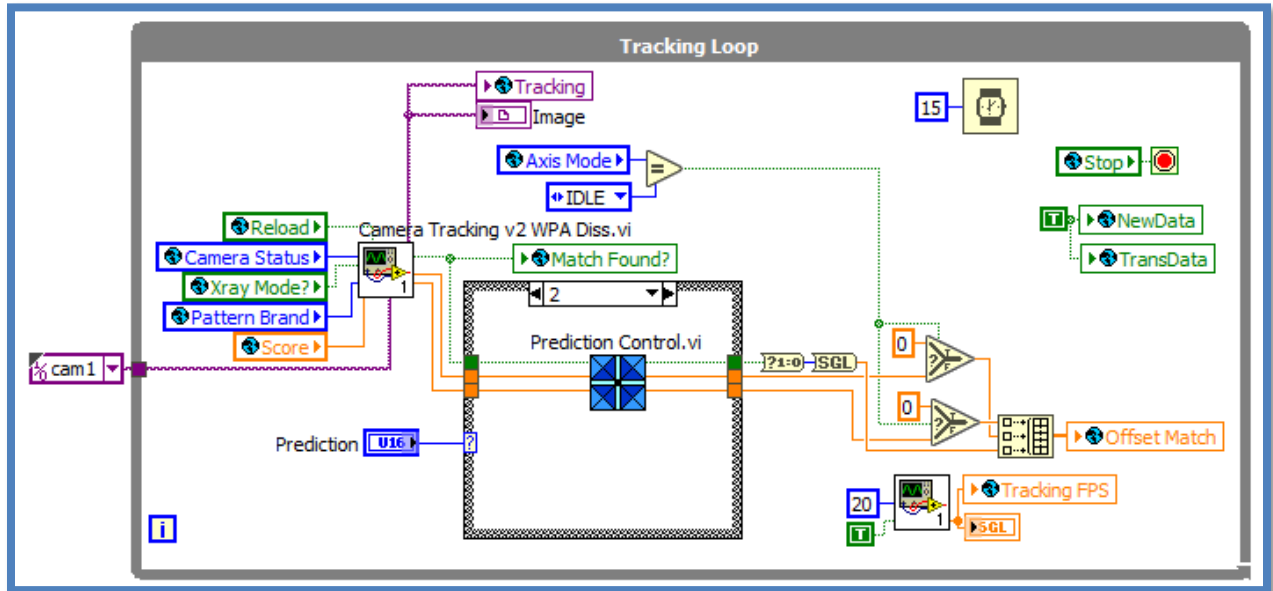 Tracking Loop
Tracking
Image
15
Axis Mode
IDLE
Stop
Reload
Camera Tracking v2 WPA Diss.vi
T
NewData
Camera Status
Match Found?
TransData
Xray Mode?
1
2
Pattern Brand
Prediction Control.vi
0
Score
?1:0
SGL
? T F
I/O cam1
0
? T F
Offset Match
Prediction
U16
?
Tracking FPS
20
1
SGL
T
i